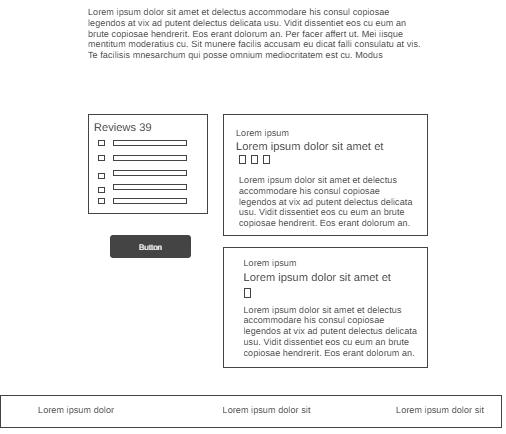 Lorem ipsum dolor sit amet et delectus accommodare his consul copiosae
legendos at vix ad putent delectus delicata usu. Vidit dissentiet eos cu eum an
brute copiosae hendrerit. Eos erant dolorum an. Per facer affert ut. Mei iisque
mentitum moderatius cu. Sit munere facilis accusam eu dicat falli consulatu at vis.
Te facilisis mnesarchum qui posse omnium mediocritatem est cu. Modus
Reviews 39
Button
Lorem ipsum
Lorem ipsum dolor sit amet et
Lorem ipsum dolor sit amet et delectus
accommodare his consul copiosae
legendos at vix ad putent delectus delicata
usu. Vidit dissentiet eos cu eum an brute
copiosae hendrerit. Eos erant dolorum an.
Lorem ipsum
Lorem ipsum dolor sit amet et
Lorem ipsum dolor sit amet et delectus
accommodare his consul copiosae
legendos at vix ad putent delectus delicata
usu. Vidit dissentiet eos cu eum an brute
copiosae hendrerit. Eos erant dolorum an.
Lorem ipsum dolor
Lorem ipsum dolor sit
Lorem ipsum dolor sit